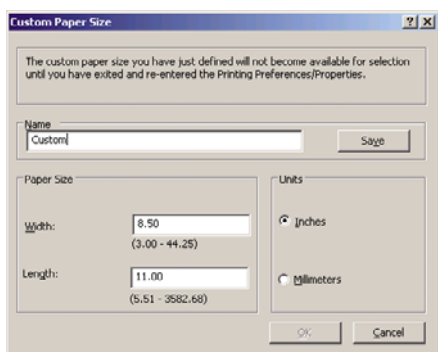 Custom Paper Size
The custom paper size you have just defined will not become available for selection
until you have exited and re-entered the Printing Preferences/Properties.
Name
Custom
Save
Paper Size
Width:
8.50
(3.00 - 44.25)
Length:
11.00
(5.51 - 3582.68)
Units
Inches
Milimeters
OK
Cancel